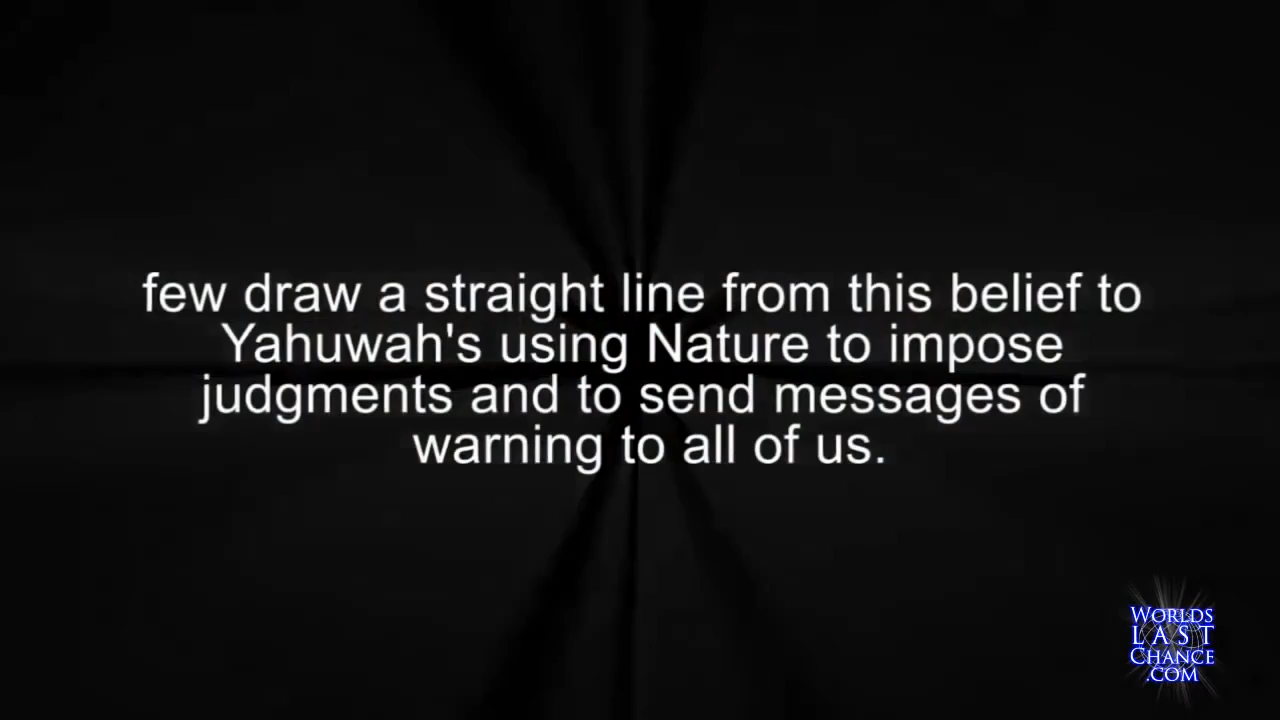 few draw a straight line from this belief to
Yahuwah's using Nature to impose
judgments and to send messages of
warning to all of us.
WORLDS
LAST
CHANCE
.COM